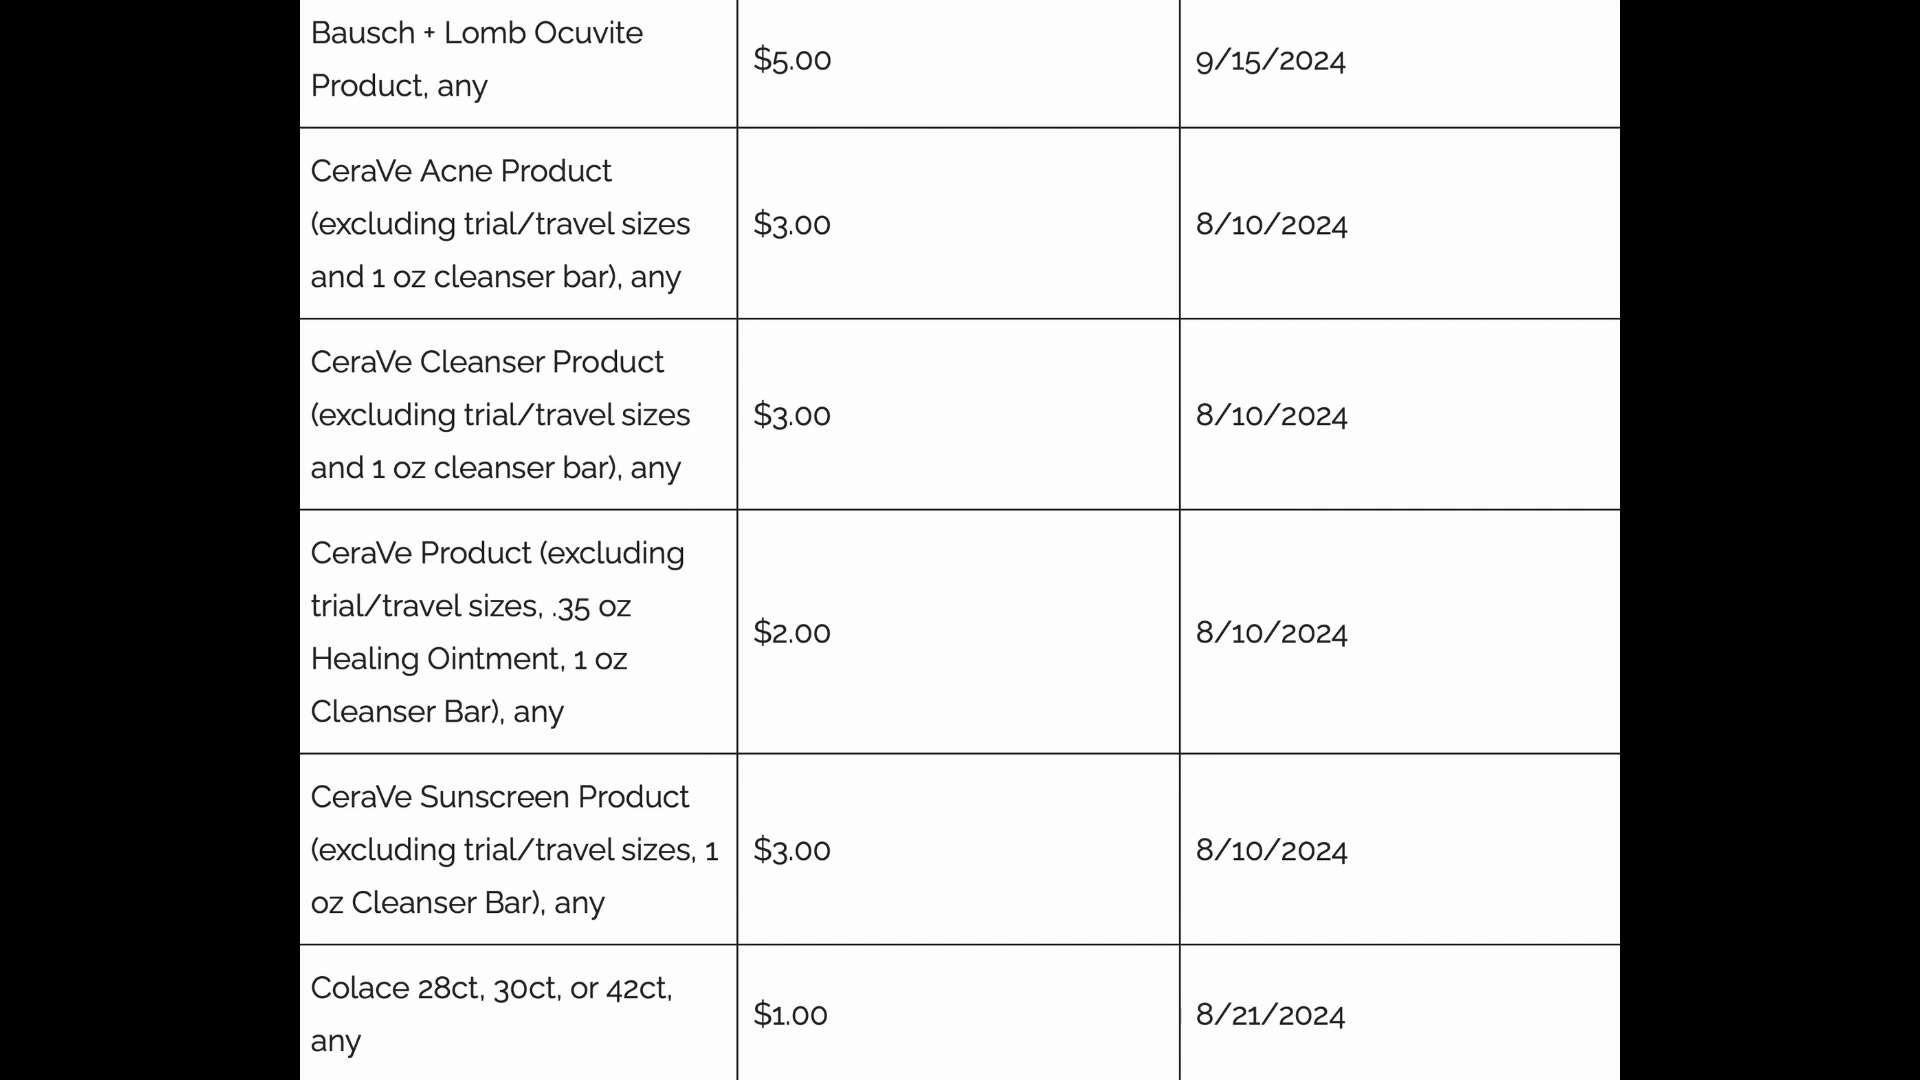 Bausch + Lomb Ocuvite
Product, any
$5.00
9/15/2024
CeraVe Acne Product
(excluding trial/travel sizes
and 1 oz cleanser bar), any
$3.00
8/10/2024
CeraVe Cleanser Product
(excluding trial/travel sizes
and 1 oz cleanser bar), any
$3.00
8/10/2024
CeraVe Product (excluding
trial/travel sizes, .35 oz
Healing Ointment, 1 oz
Cleanser Bar), any
$2.00
8/10/2024
CeraVe Sunscreen Product
(excluding trial/travel sizes, 1
oz Cleanser Bar), any
$3.00
8/10/2024
Colace 28ct, 30ct, or 42ct,
any
$1.00
8/21/2024